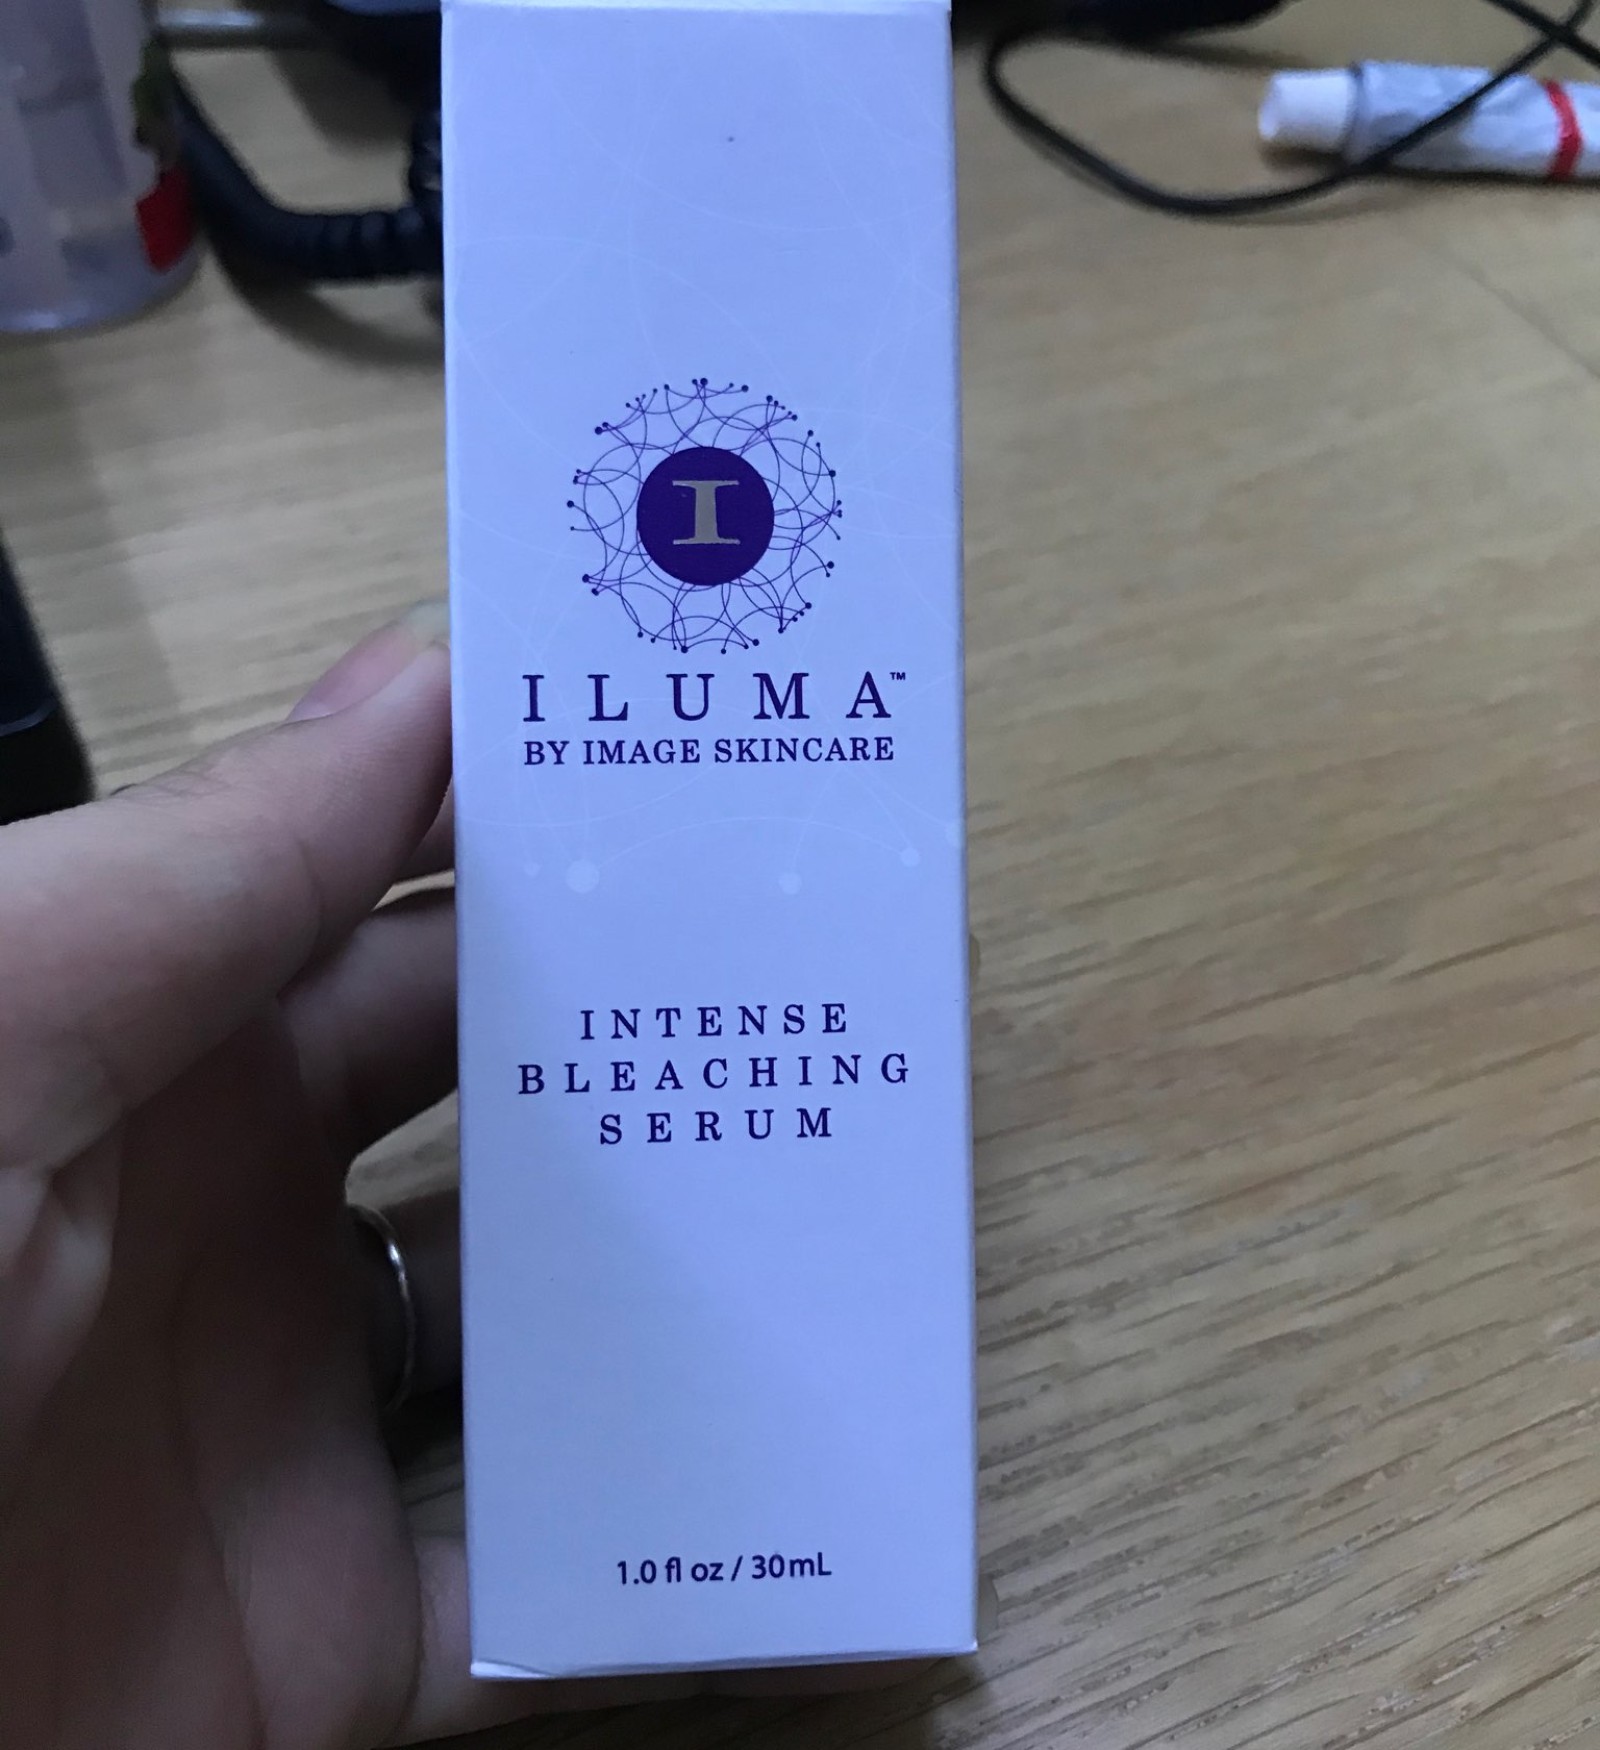 I
ILUMA™
BY IMAGE SKINCARE
INTENSE
BLEACHING
SERUM
1.0 fl oz / 30mL